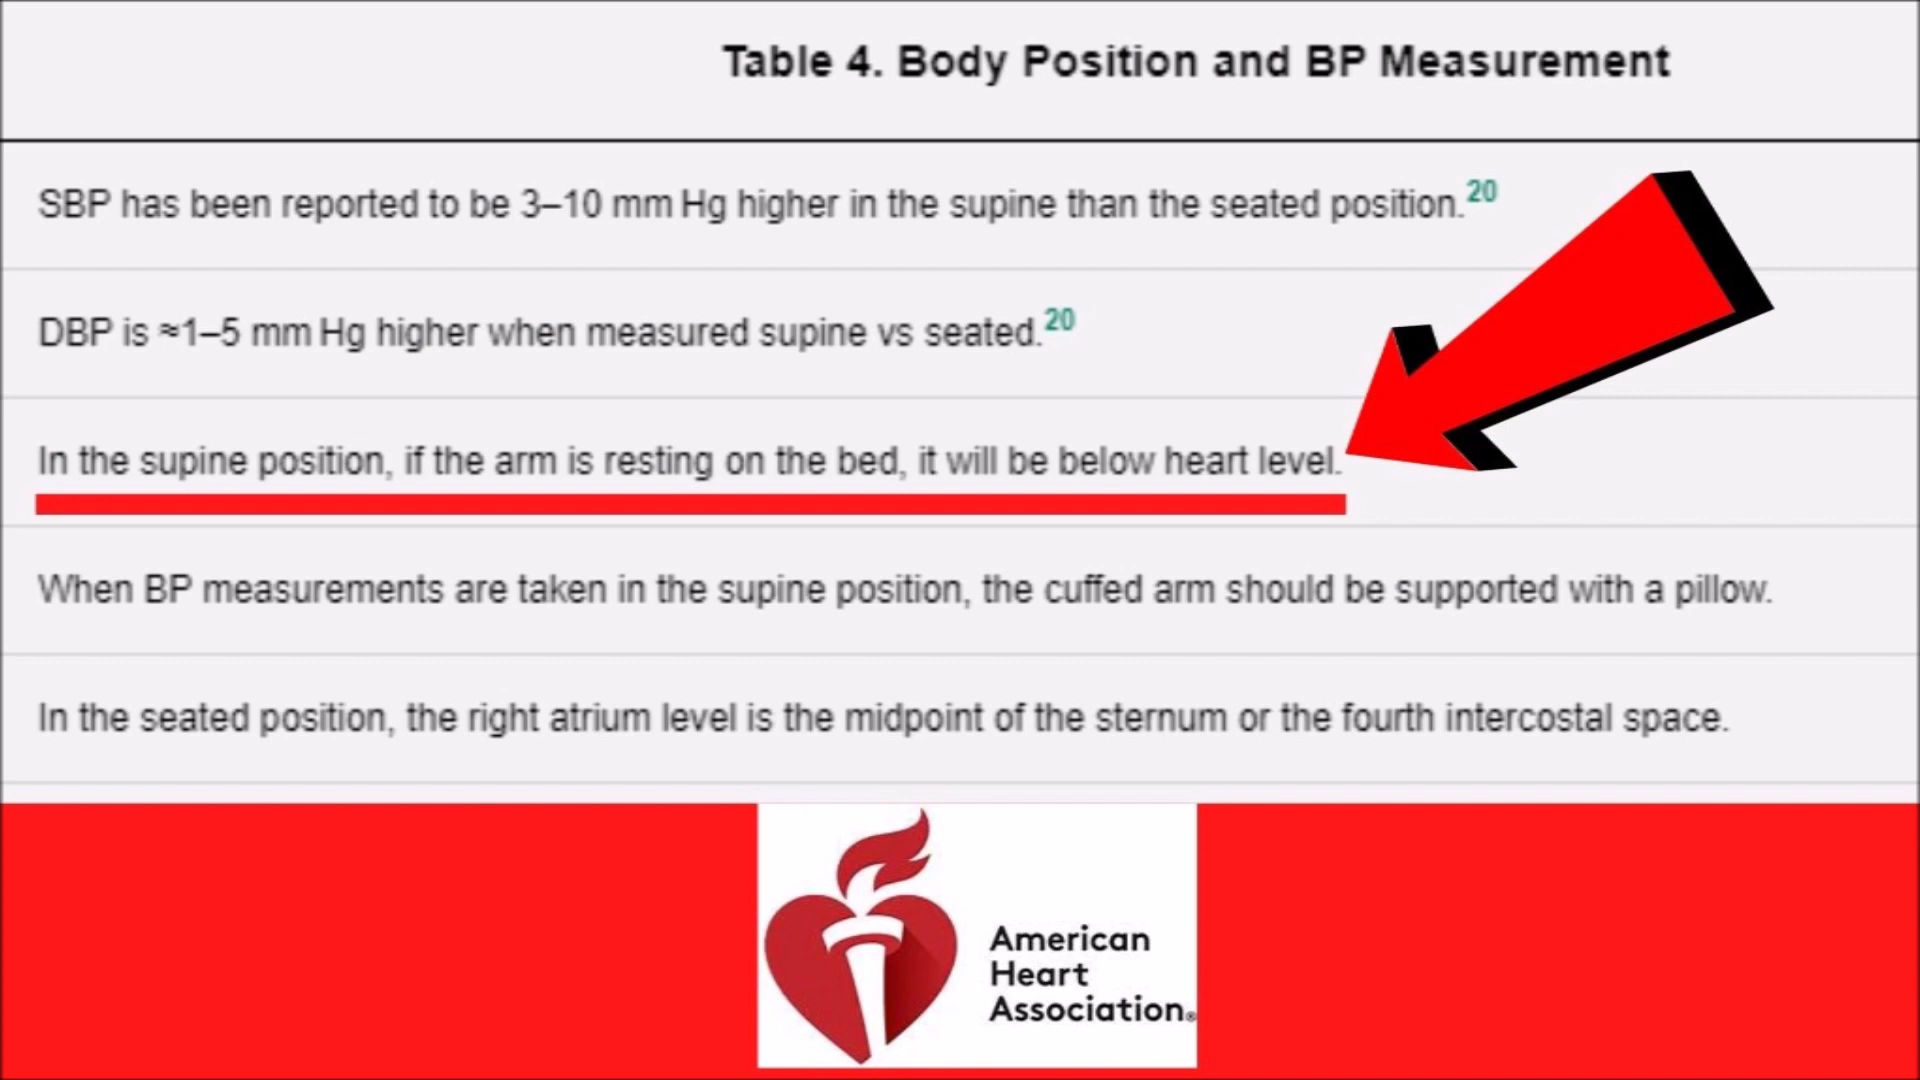 Table 4. Body Position and BP Measurement
SBP has been reported to be 3–10 mm Hg higher in the supine than the seated position.20
DBP is ≈1–5 mm Hg higher when measured supine vs seated.20
In the supine position, if the arm is resting on the bed, it will be below heart level.
When BP measurements are taken in the supine position, the cuffed arm should be supported with a pillow.
In the seated position, the right atrium level is the midpoint of the sternum or the fourth intercostal space.
American
Heart
Association®